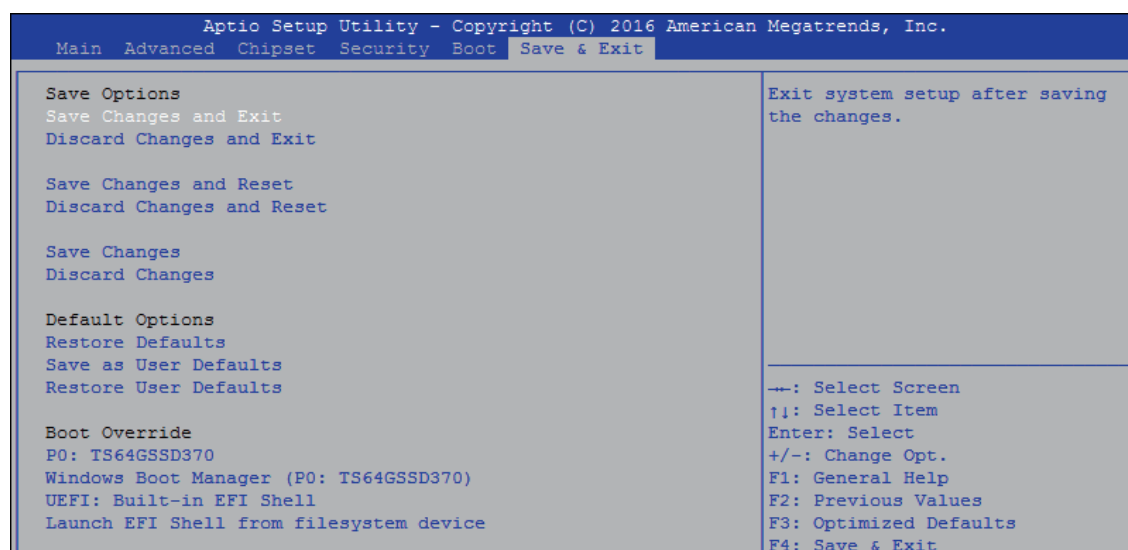 Aptio Setup Utility - Copyright (C) 2016 American Megatrends, Inc.
Main Advanced Chipset Security Boot Save & Exit
Save Options
Save Changes and Exit
Discard Changes and Exit
Save Changes and Reset
Discard Changes and Reset
Save Changes
Discard Changes
Default Options
Restore Defaults
Save as User Defaults
Restore User Defaults
Boot Override
P0: TS64GSSD370
Windows Boot Manager (P0: TS64GSSD370)
UEFI: Built-in EFI Shell
Launch EFI Shell from filesystem device
Exit system setup after saving
the changes.
→←: Select Screen
↑↓: Select Item
Enter: Select
+/-: Change Opt.
F1: General Help
F2: Previous Values
F3: Optimized Defaults
F4: Save & Exit